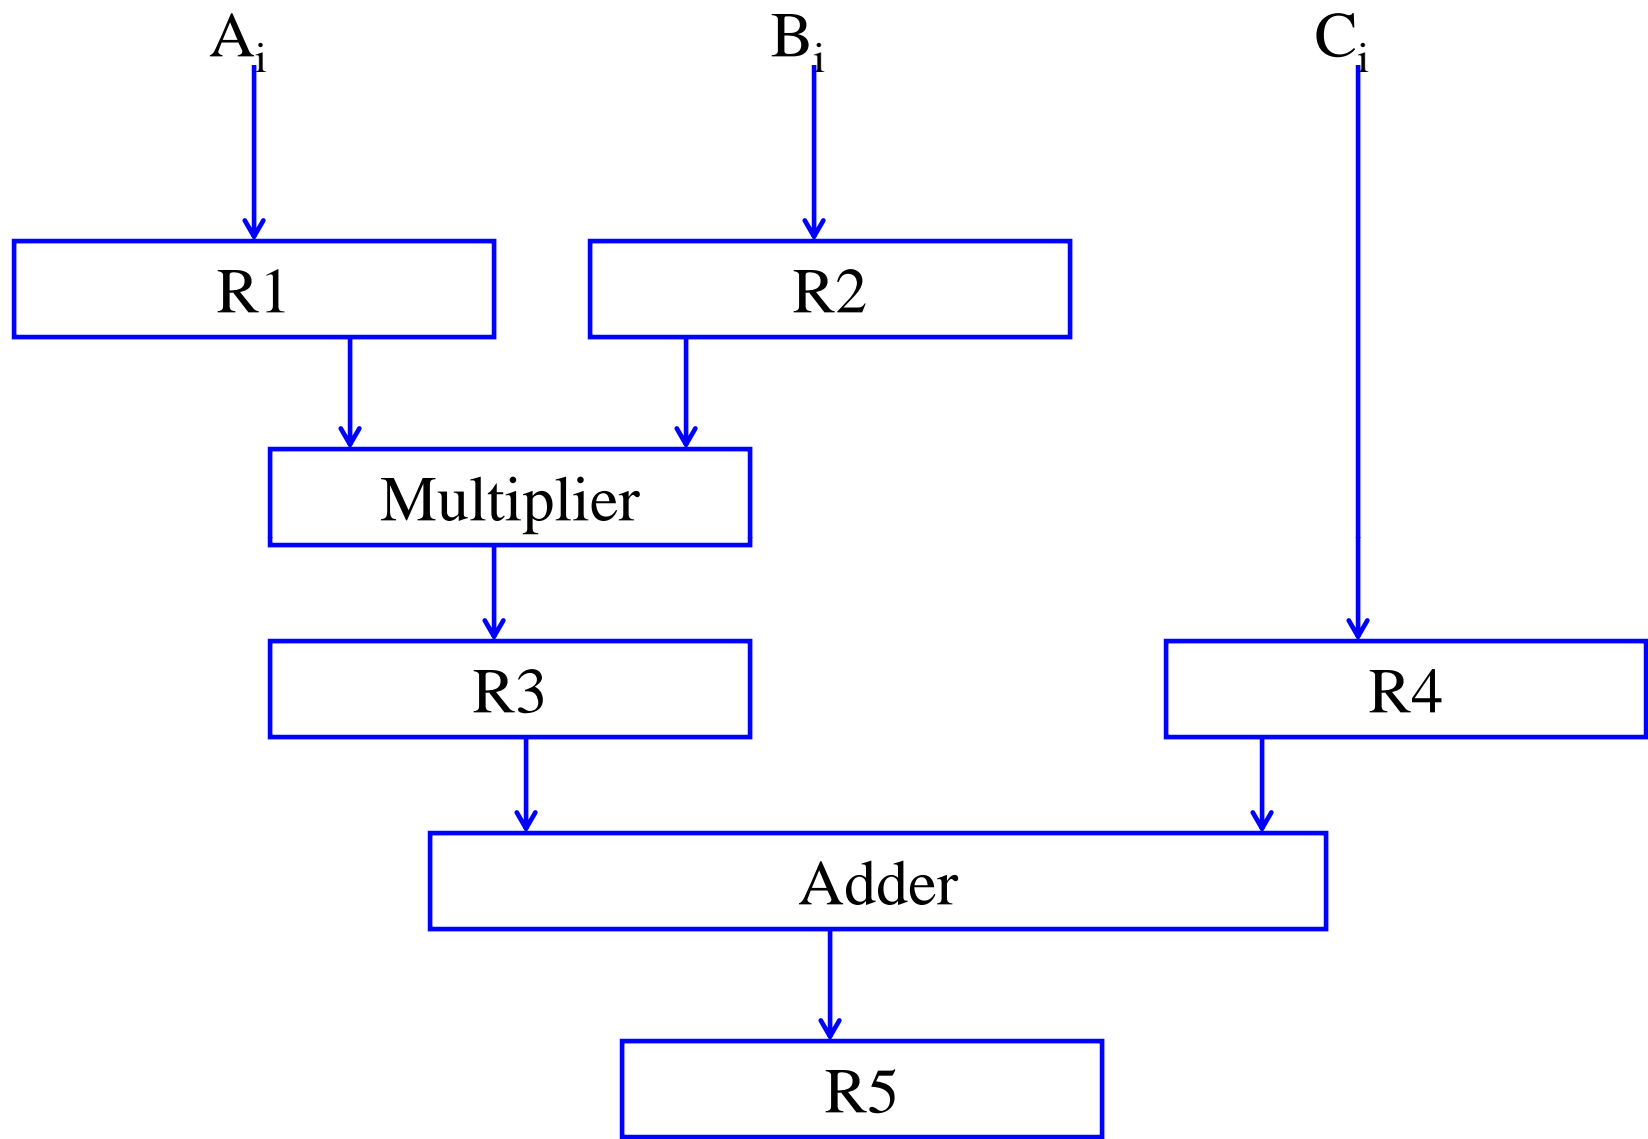 Ai Bi Ci
R1 R2
Multiplier
R3 R4
Adder
R5